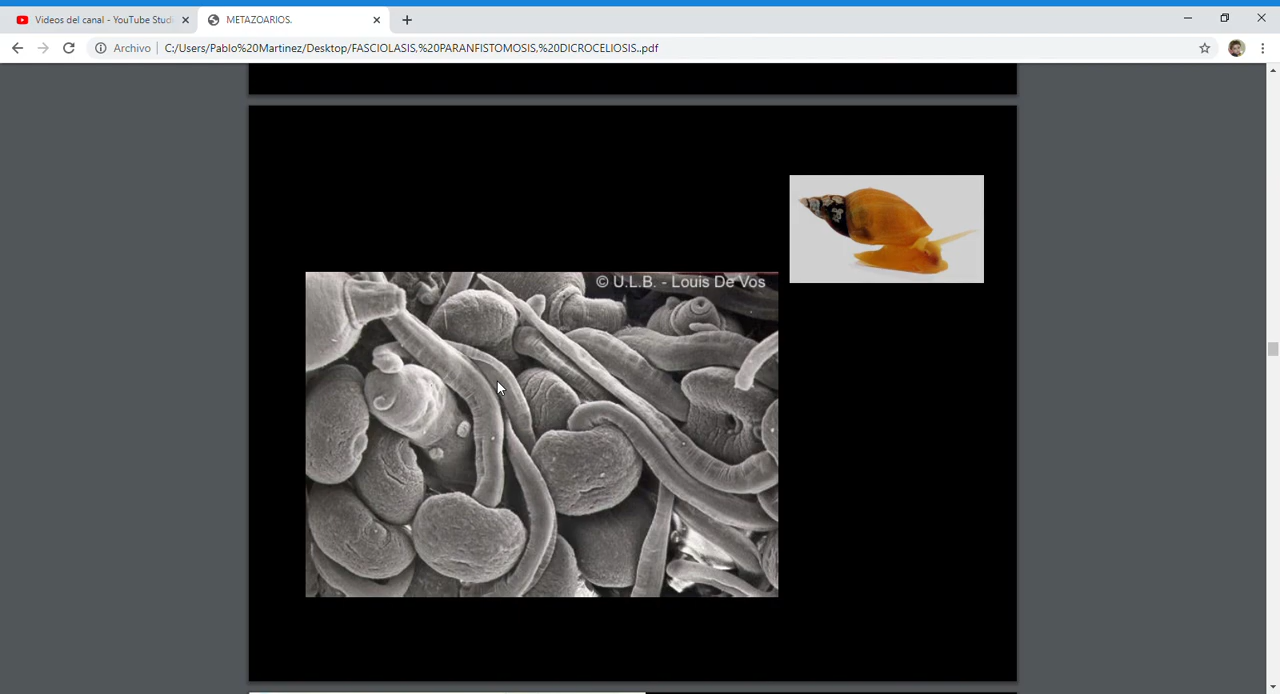 Videos del canal - YouTube Studi
METAZOARIOS.
Archivo
C:/Users/Pablo%20Martinez/Desktop/FASCIOLASIS,%20PARANFISTOMOSIS,%20DICROCELIOSIS..pdf
© U.L.B. - Louis De Vos